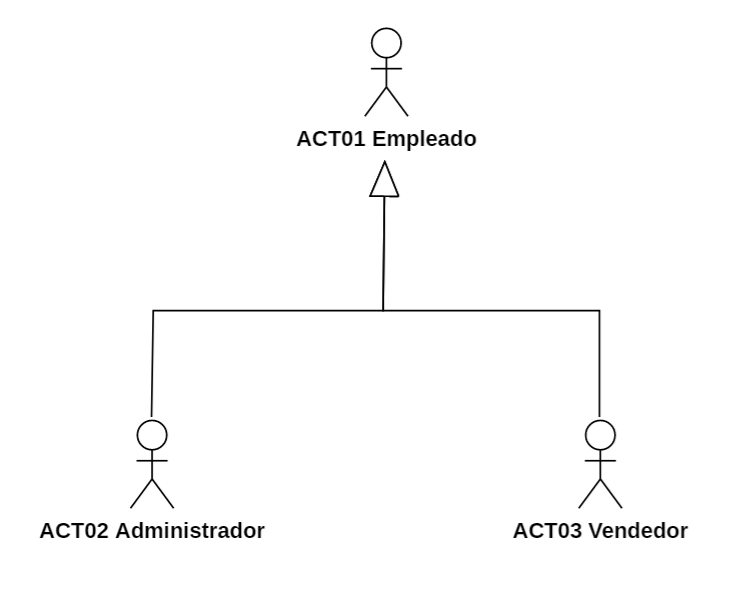 ACT01 Empleado
ACT02 Administrador
ACT03 Vendedor